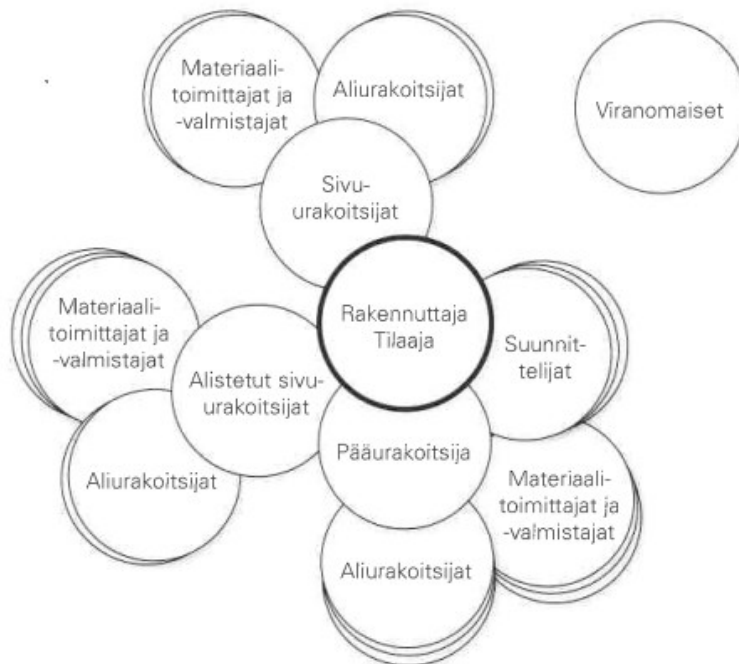 Materiaali-
toimittajat ja
-valmistajat
Aliurakoitsijat
Viranomaiset
Sivu-
urakoitsijat
Rakennuttaja
Tilaaja
Materiaali-
toimittajat ja
-valmistajat
Suunnit-
telijat
Alistetut sivu-
urakoitsijat
Pääurakoitsija
Aliurakoitsijat
Materiaali-
toimittajat ja
-valmistajat
Aliurakoitsijat